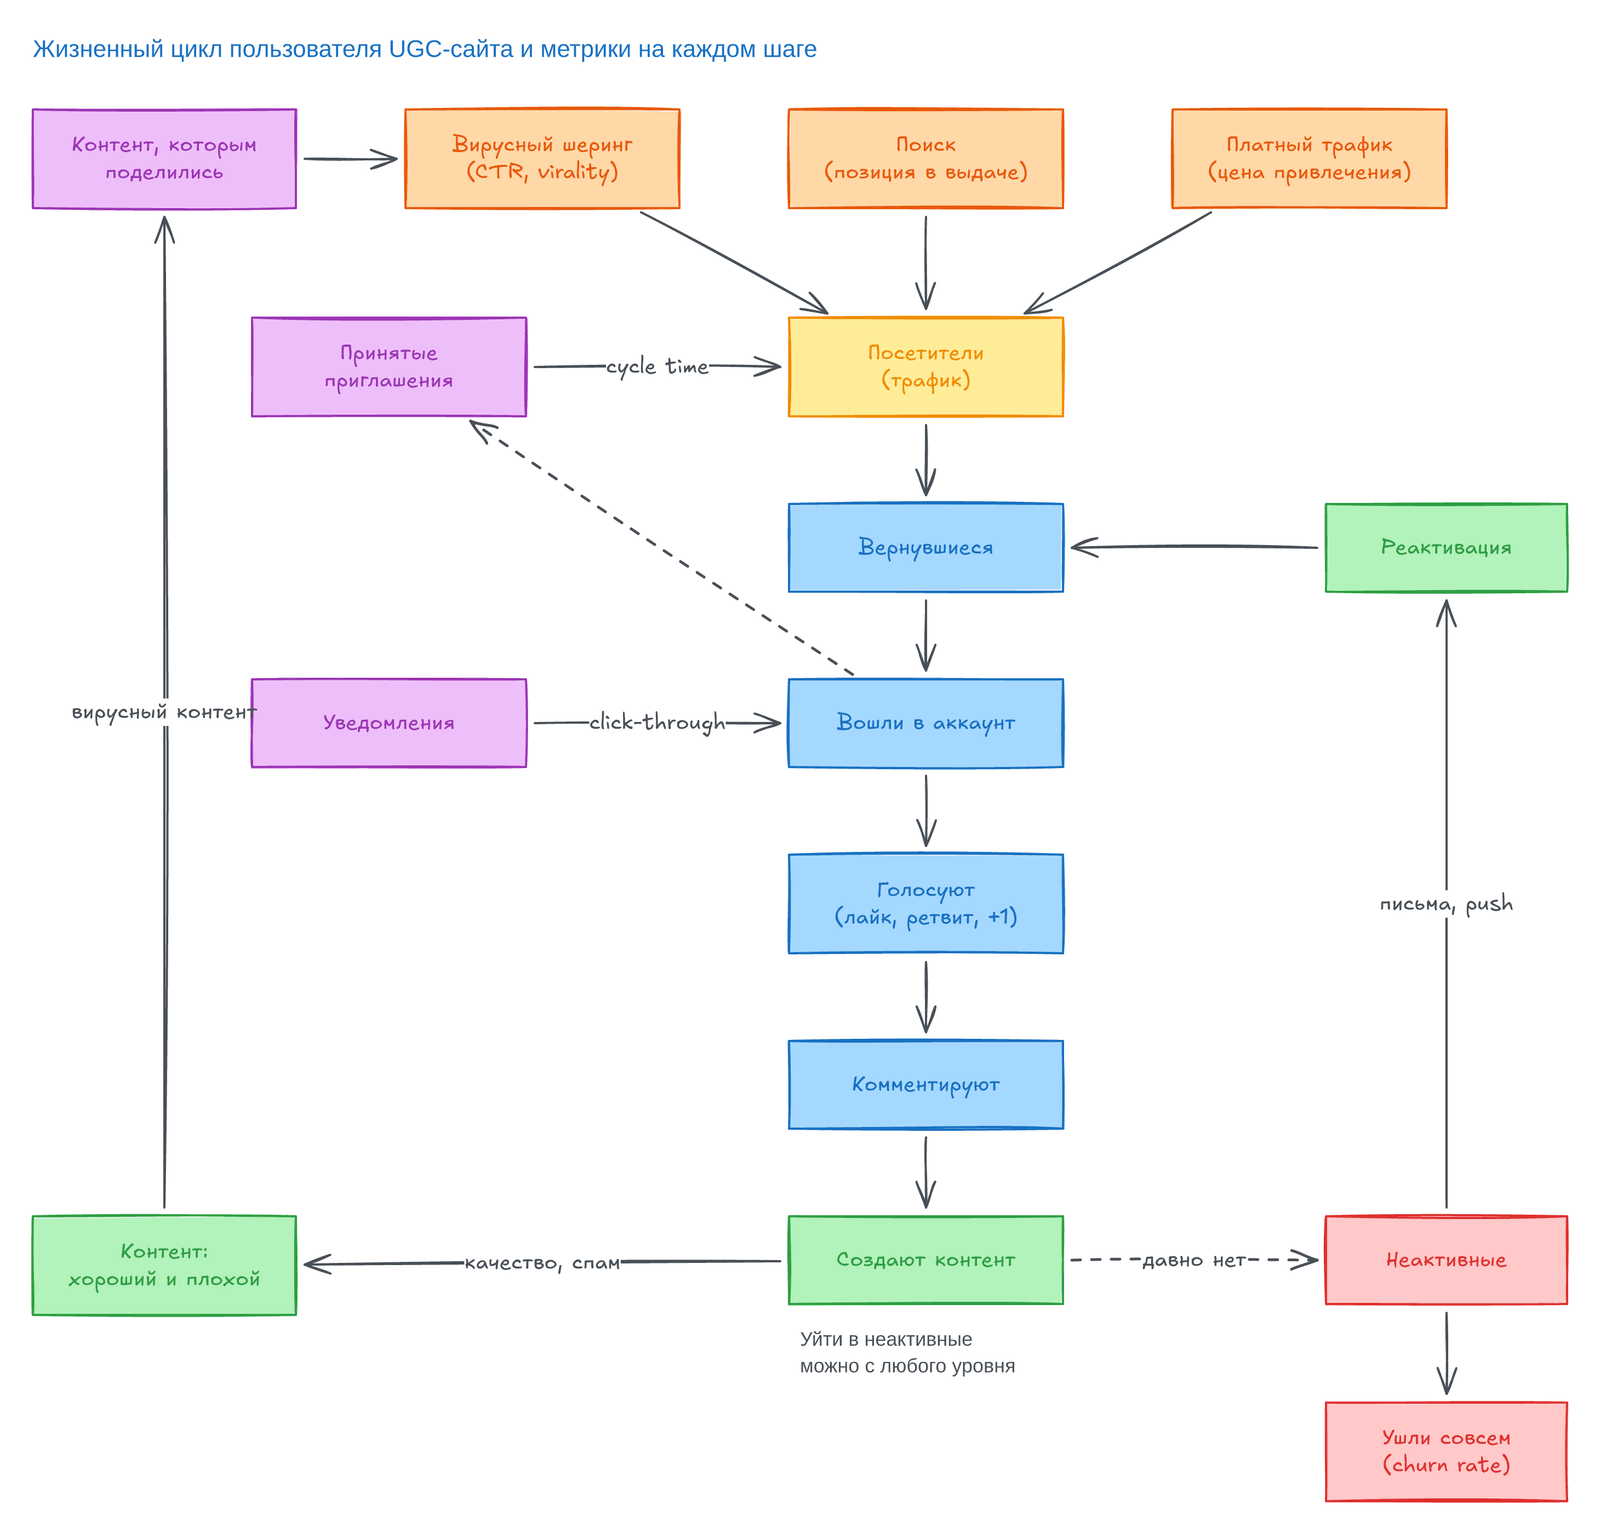 Жизненный цикл пользователя UGC-сайта и метрики на каждом шаге
Контент, которым
поделились
Вирусный шеринг
(CTR, virality)
Поиск
(позиция в выдаче)
Платный трафик
(цена привлечения)
Принятые
приглашения
cycle time
Посетители
(трафик)
Вернувшиеся
Реактивация
вирусный контент
Уведомления
click-through
Вошли в аккаунт
Голосуют
(лайк, ретвит, +1)
письма, push
Комментируют
Контент:
хороший и плохой
качество, спам
Создают контент
давно нет
Неактивные
Уйти в неактивные
можно с любого уровня
Ушли совсем
(churn rate)